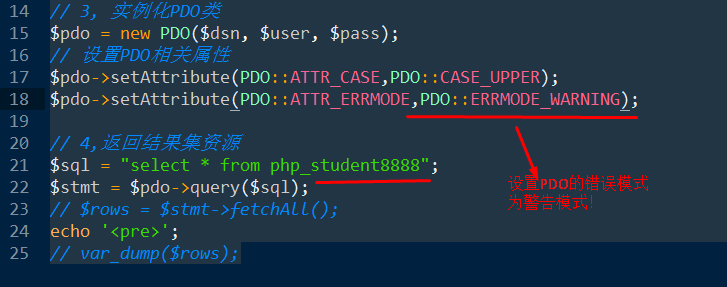 14 // 3, 实例化PDO类
15 $pdo = new PDO($dsn, $user, $pass);
16 // 设置PDO相关属性
17 $pdo->setAttribute(PDO::ATTR_CASE,PDO::CASE_UPPER);
18 $pdo->setAttribute(PDO::ATTR_ERRMODE,PDO::ERRMODE_WARNING);
19
20 // 4,返回结果集资源
21 $sql = "select * from php_student8888";
22 $stmt = $pdo->query($sql);
23 // $rows = $stmt->fetchAll();
24 echo '<pre>';
25 // var_dump($rows);
设置PDO的错误模式
为警告模式!